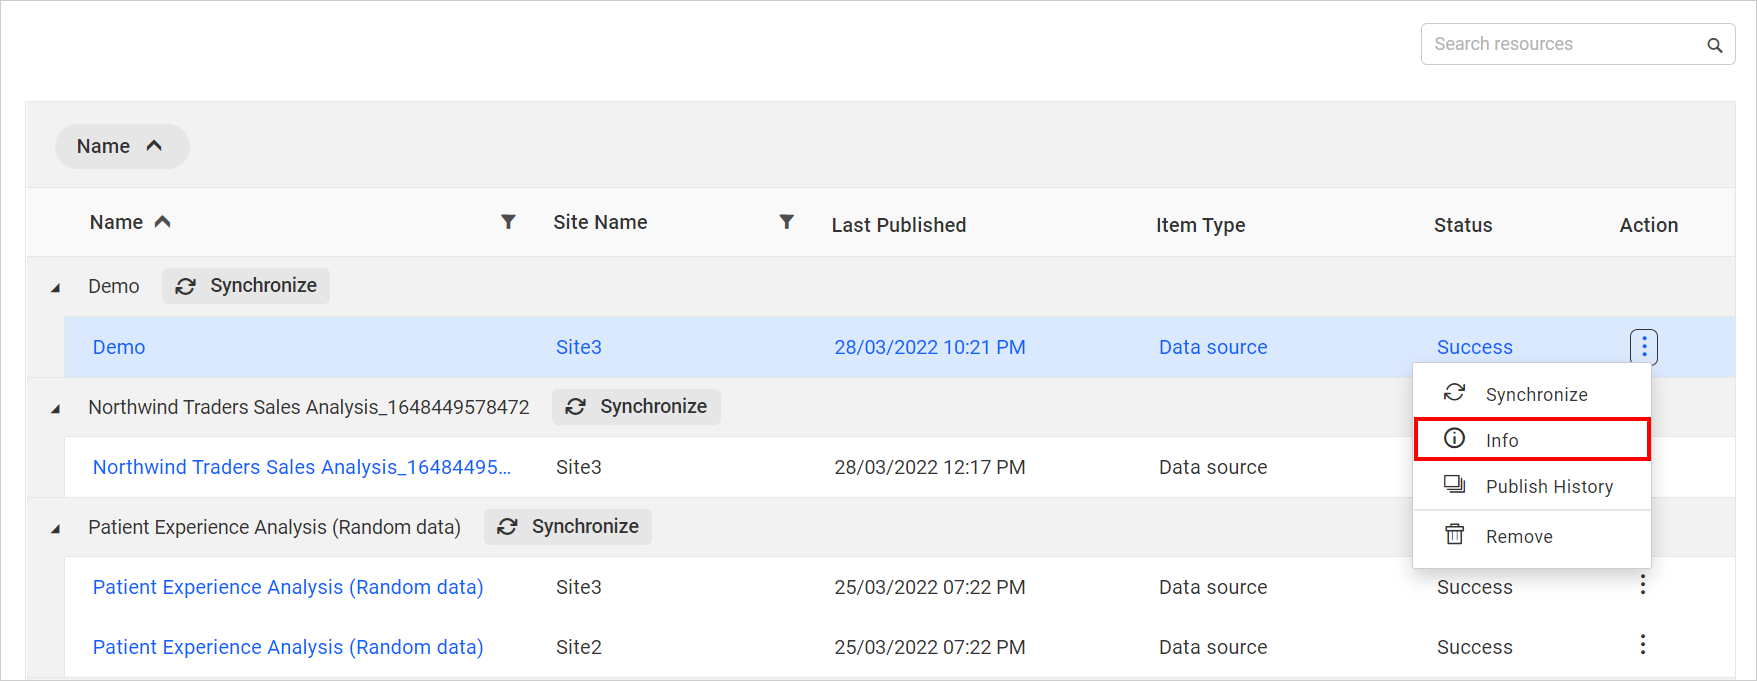 Search resources
Name
Name Site Name Last Published Item Type Status Action
Demo Synchronize
Demo Site3 28/03/2022 10:21 PM Data source Success
Synchronize
Northwind Traders Sales Analysis_1648449578472 Synchronize
Info
Northwind Traders Sales Analysis_16484495... Site3 28/03/2022 12:17 PM Data source
Publish History
Patient Experience Analysis (Random data) Synchronize
Remove
Patient Experience Analysis (Random data) Site3 25/03/2022 07:22 PM Data source Success
Patient Experience Analysis (Random data) Site2 25/03/2022 07:22 PM Data source Success